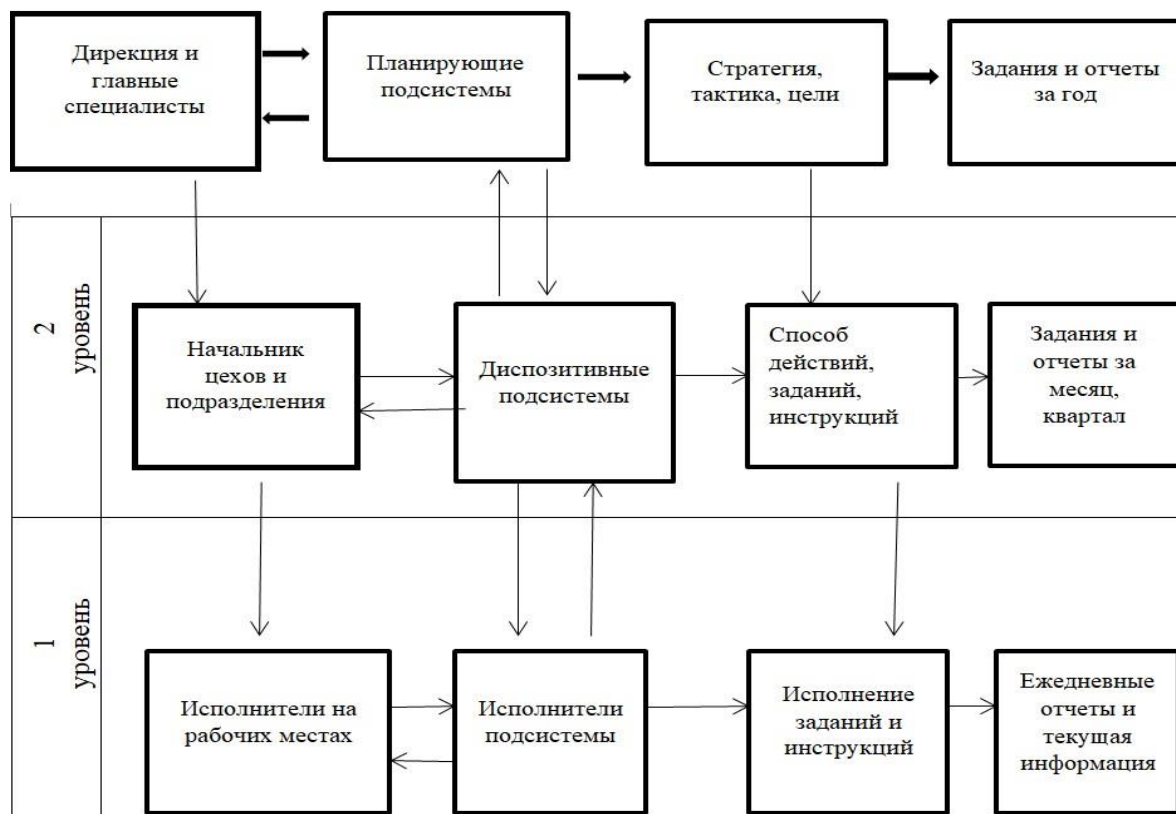 Дирекция и
главные
специалисты
Планирующие
подсистемы
Стратегия,
тактика, цели
Задания и отчеты
за год
2
уровень
Начальник
цехов и
подразделения
Диспозитивные
подсистемы
Способ
действий,
заданий,
инструкций
Задания и
отчеты за
месяц,
квартал
1
уровень
Исполнители на
рабочих местах
Исполнители
подсистемы
Исполнение
заданий и
инструкций
Ежедневные
отчеты и
текущая
информация